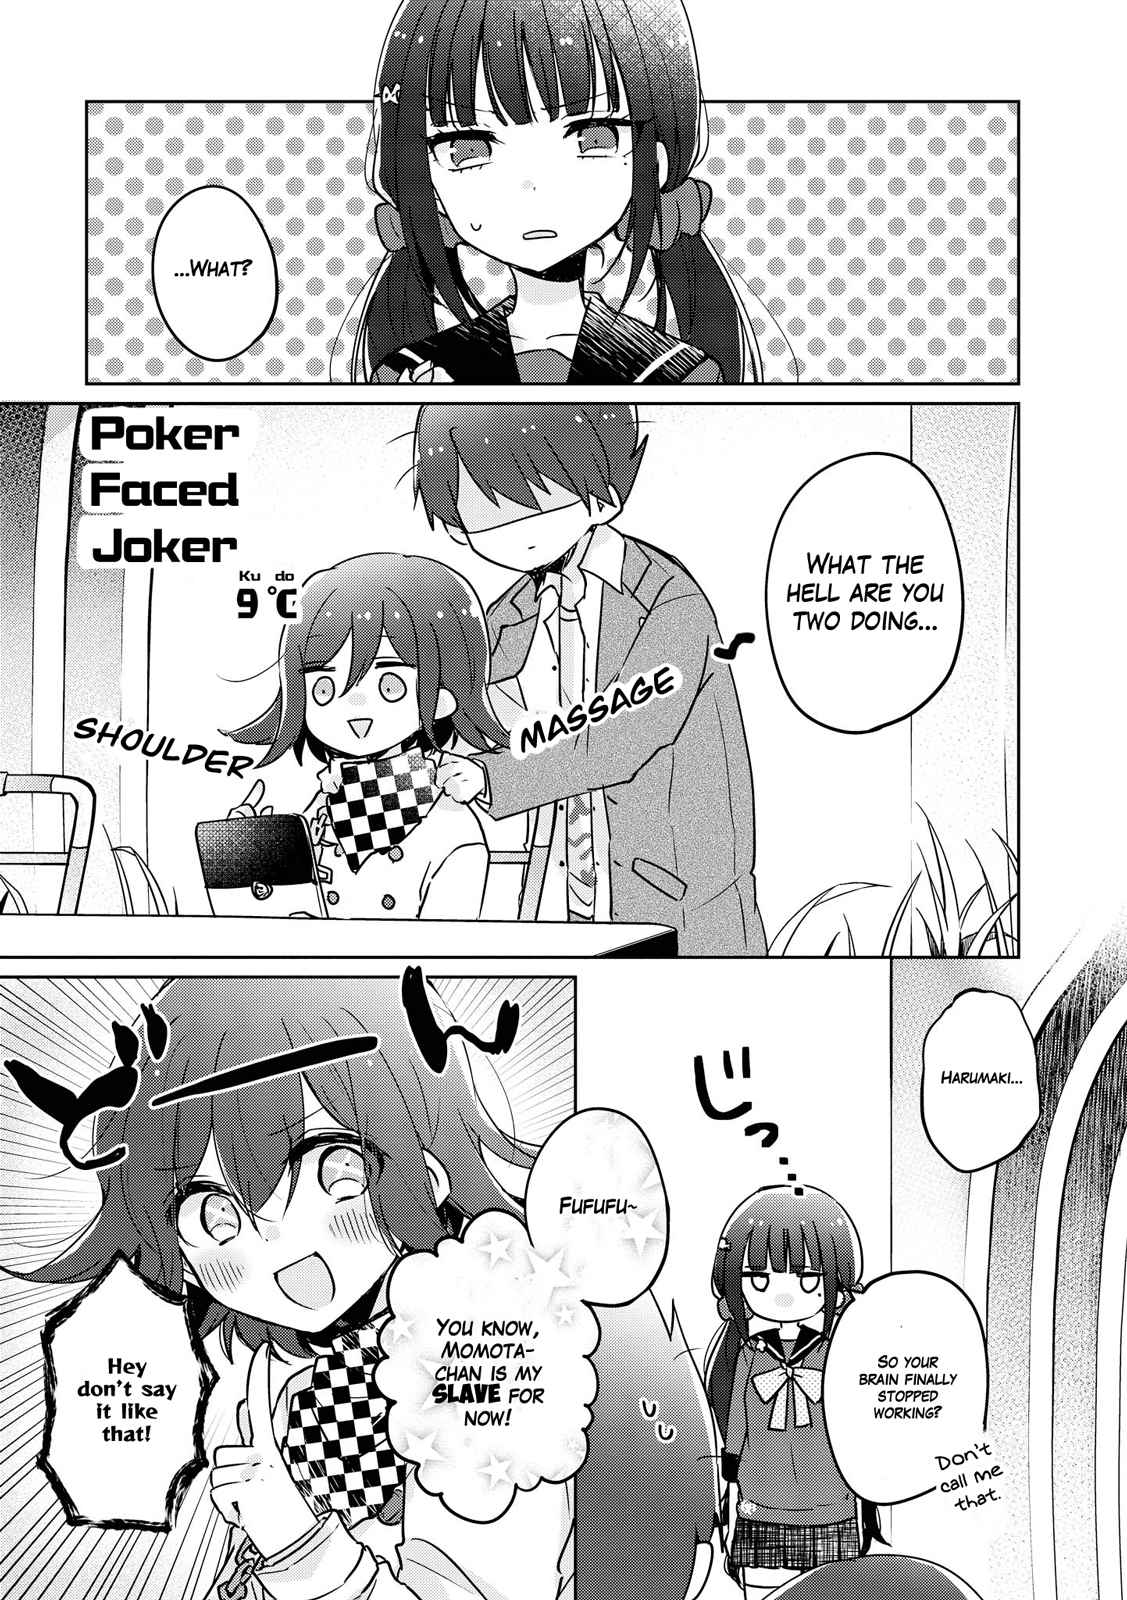 ...WHAT?
Poker
Faced
Joker
Ku do
9℃
WHAT THE
HELL ARE YOU
TWO DOING...
SHOULDER
MASSAGE
HARUMAKI...
じっ...
SO YOUR
BRAIN FINALLY
STOPPED
WORKING?
Don't
call me
that.
FUFUFU~
YOU KNOW,
MOMOTA-
CHAN IS MY
SLAVE FOR
NOW!
Hey
don't say
it like
that!